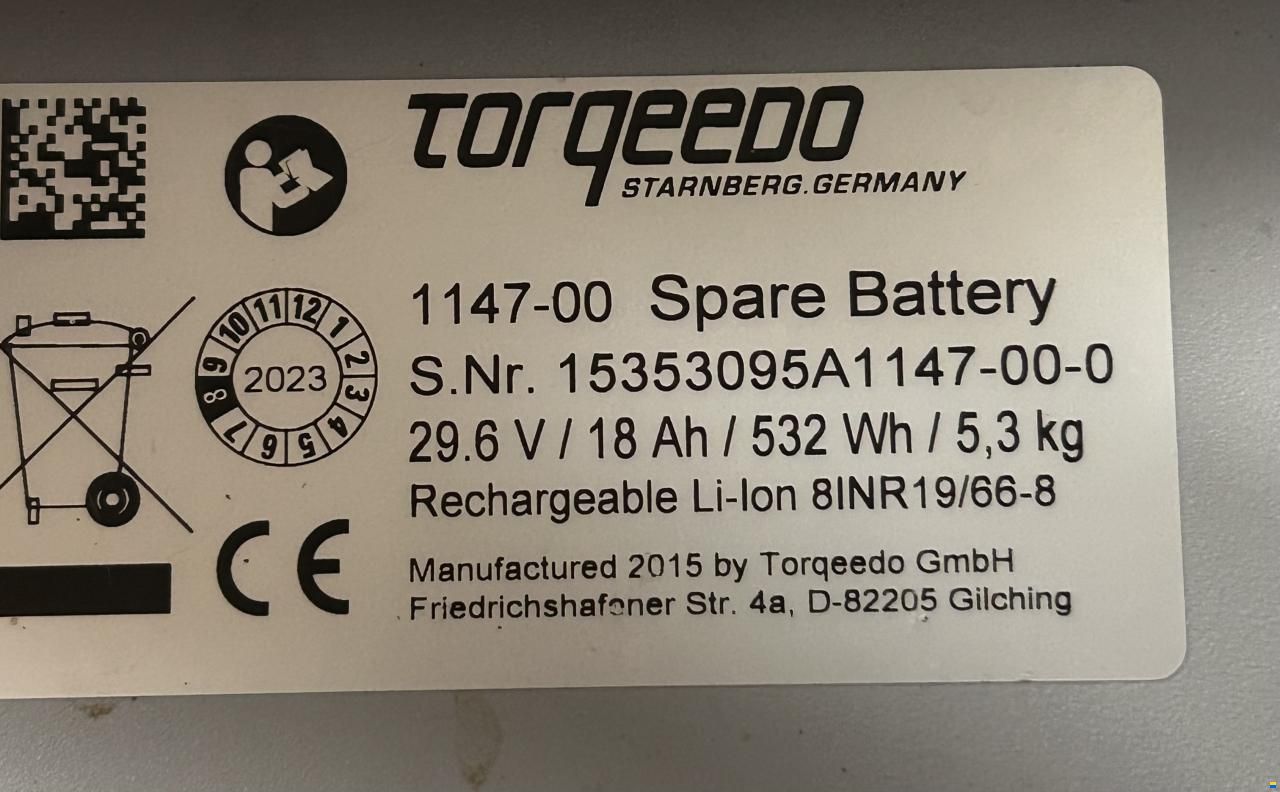 TORQEEDO
STARNBERG.GERMANY
1147-00 Spare Battery
S.Nr. 15353095A1147-00-0
29.6 V / 18 Ah / 532 Wh / 5,3 kg
Rechargeable Li-Ion 8INR19/66-8
Manufactured 2015 by Torqeedo GmbH
Friedrichshafener Str. 4a, D-82205 Gilching
1 2 3 4 5 6 7 8 9 10 11 12
2023
CE